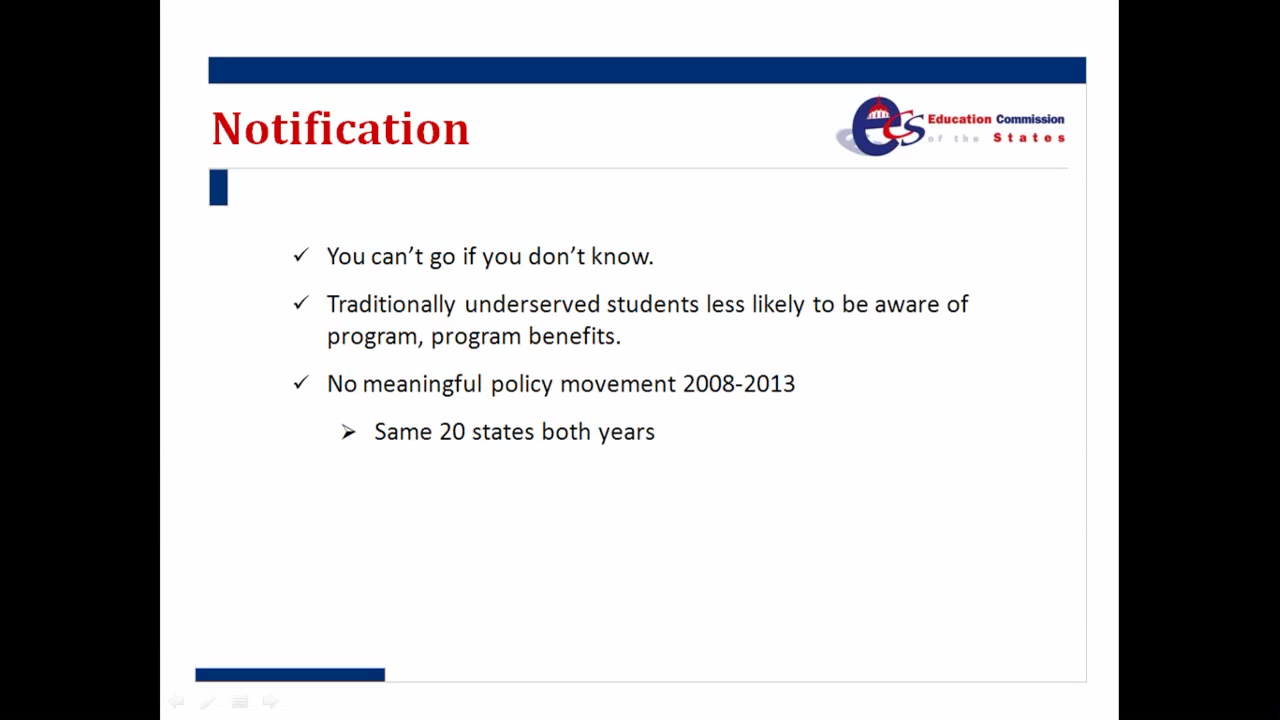 Notification
ecs Education Commission
of the States
✓ You can’t go if you don’t know.
✓ Traditionally underserved students less likely to be aware of
program, program benefits.
✓ No meaningful policy movement 2008-2013
➢ Same 20 states both years